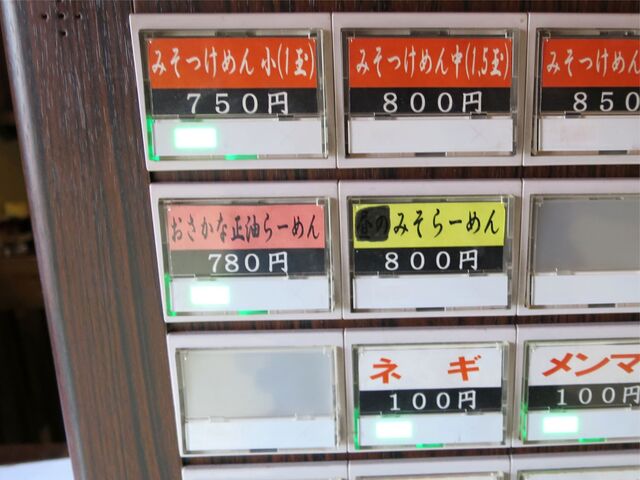 みそつけめん 小(1玉)
750円
みそつけめん 中(1,5玉)
800円
みそつけめん
850
おさかな正油らーめん
780円
昼のみそらーめん
800円
ネギ
100円
メンマ
100円